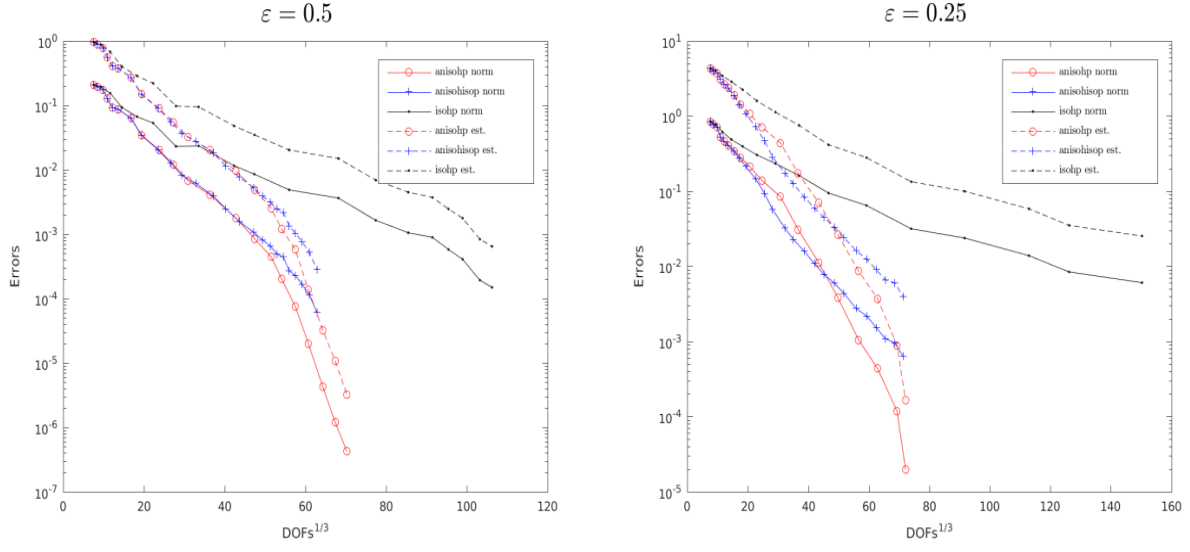 ε = 0.5
10^0
10^-1
10^-2
10^-3
10^-4
10^-5
10^-6
10^-7
Errors
0
20
40
60
80
100
120
DOFs^1/3
anisohp norm
anisohisop norm
isohp norm
anisohp est.
anisohisop est.
isohp est.
ε = 0.25
10^1
10^0
10^-1
10^-2
10^-3
10^-4
10^-5
Errors
0
20
40
60
80
100
120
140
160
DOFs^1/3
anisohp norm
anisohisop norm
isohp norm
anisohp est.
anisohisop est.
isohp est.